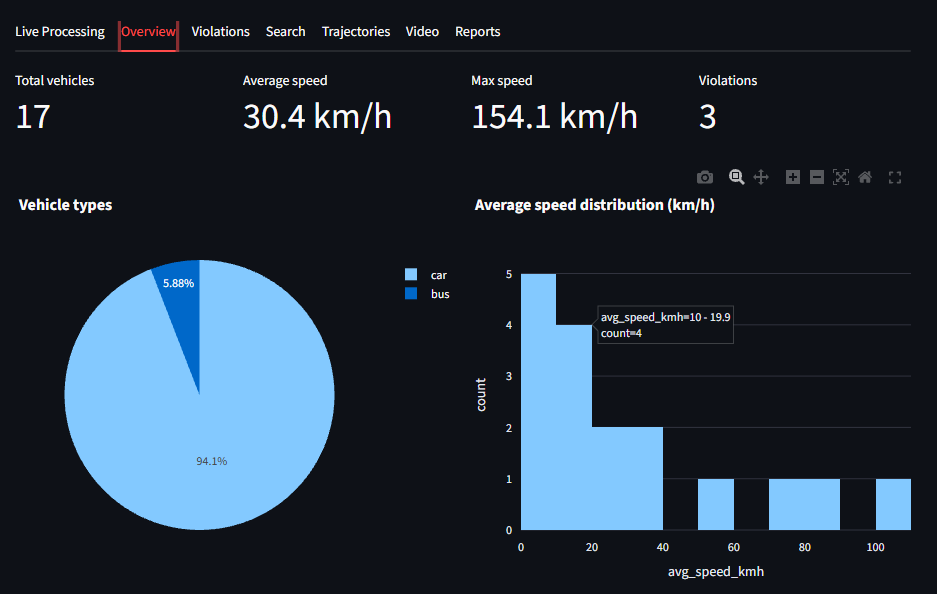 Live Processing Overview Violations Search Trajectories Video Reports
Total vehicles Average speed Max speed Violations
17 30.4 km/h 154.1 km/h 3
Vehicle types
5.88%
94.1%
car
bus
Average speed distribution (km/h)
5
4
3
2
1
0
count
avg_speed_kmh=10 - 19.9
count=4
0 20 40 60 80 100
avg_speed_kmh